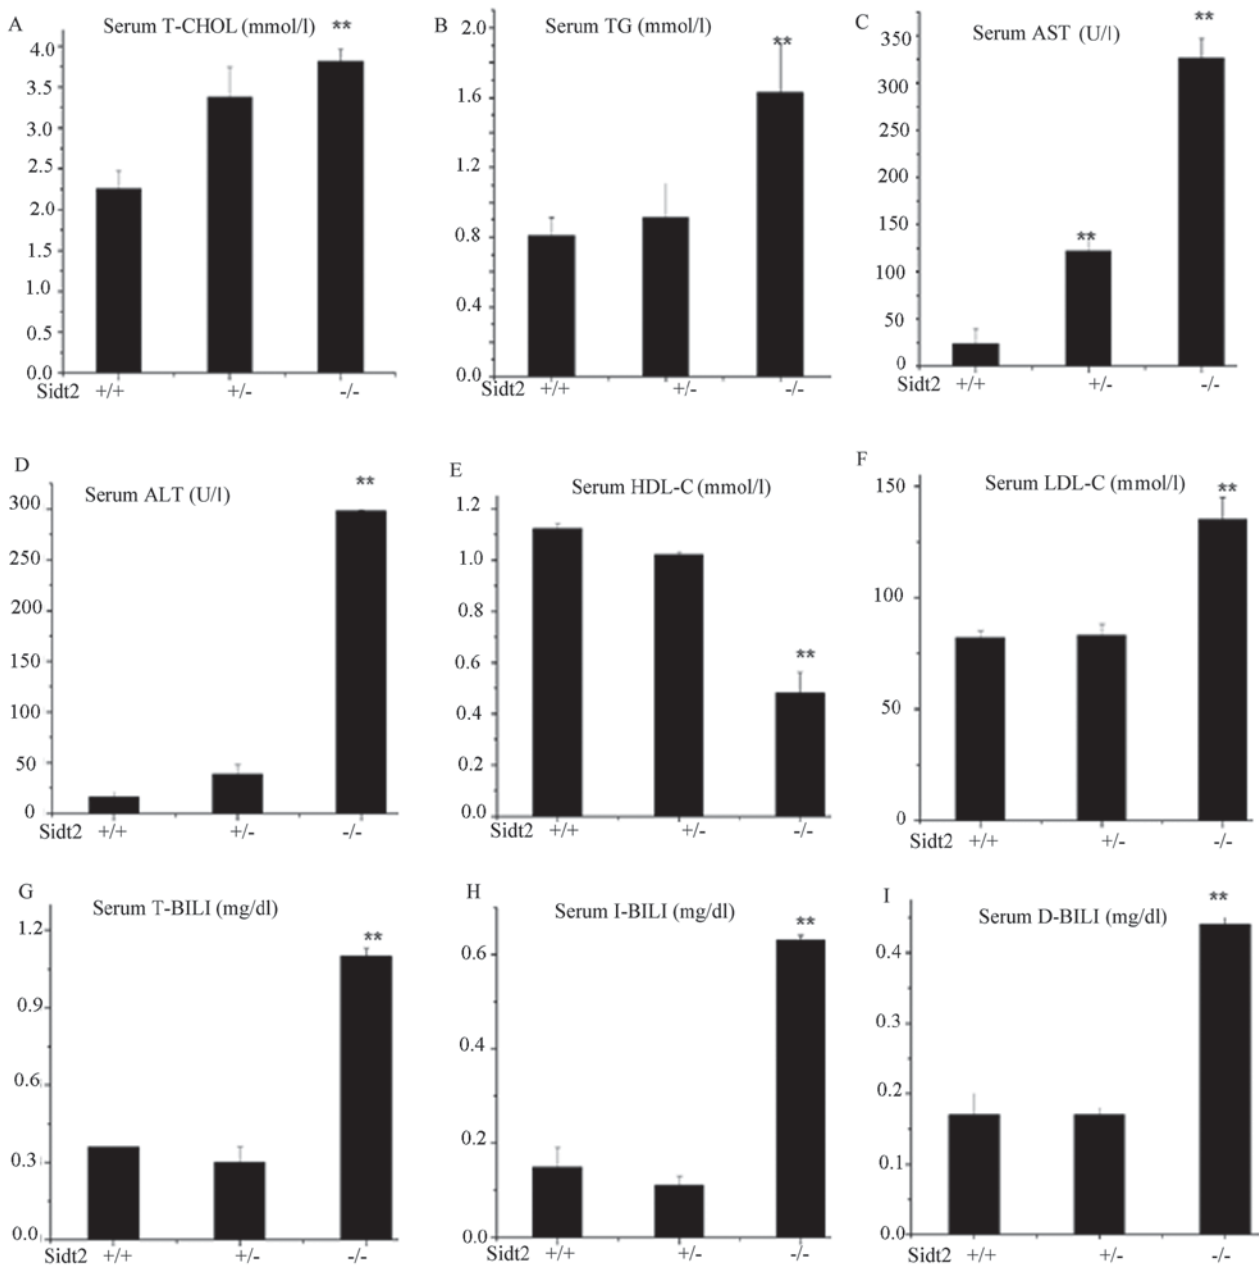 A
Serum T-CHOL (mmol/l)
**
4.0
3.5
3.0
2.5
2.0
1.5
1.0
0.5
0.0
Sidt2 +/+ +/- -/-
B
Serum TG (mmol/l)
**
2.0
1.6
1.2
0.8
0.4
0.0
Sidt2 +/+ +/- -/-
C
Serum AST (U/l)
**
**
350
300
250
200
150
100
50
0
Sidt2 +/+ +/- -/-
D
Serum ALT (U/l)
**
300
250
200
150
100
50
0
Sidt2 +/+ +/- -/-
E
Serum HDL-C (mmol/l)
**
1.2
1.0
0.8
0.6
0.4
0.2
0.0
Sidt2 +/+ +/- -/-
F
Serum LDL-C (mmol/l)
**
150
100
50
0
Sidt2 +/+ +/- -/-
G
Serum T-BILI (mg/dl)
**
1.2
0.9
0.6
0.3
0.0
Sidt2 +/+ +/- -/-
H
Serum I-BILI (mg/dl)
**
0.6
0.4
0.2
0.0
Sidt2 +/+ +/- -/-
I
Serum D-BILI (mg/dl)
**
0.4
0.3
0.2
0.1
0.0
Sidt2 +/+ +/- -/-